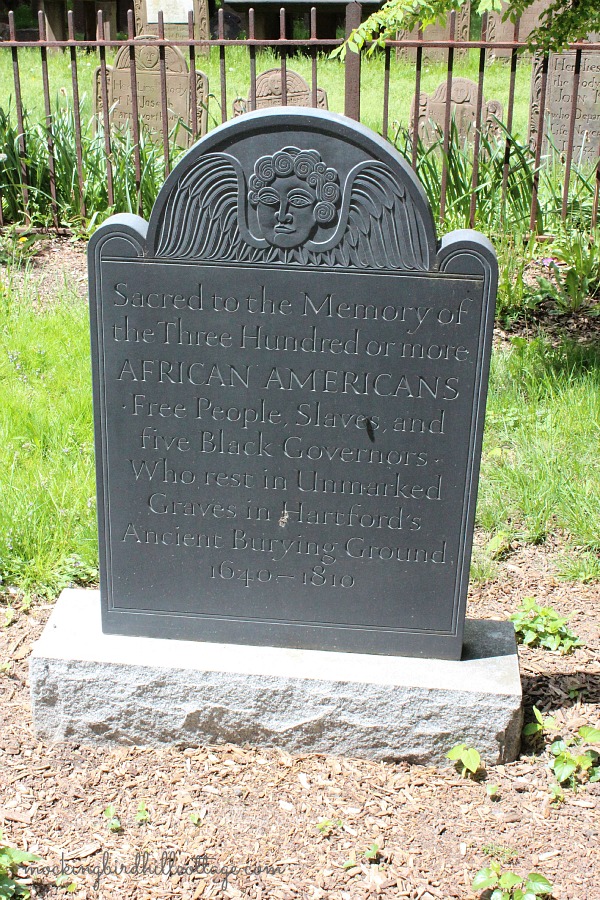 Sacred to the Memory of
the Three Hundred or more
AFRICAN AMERICANS
·Free People, Slaves, and
five Black Governors·
Who rest in Unmarked
Graves in Hartford's
Ancient Burying Ground
1640–1810
JOHN
mockingbirdhillcottage.com